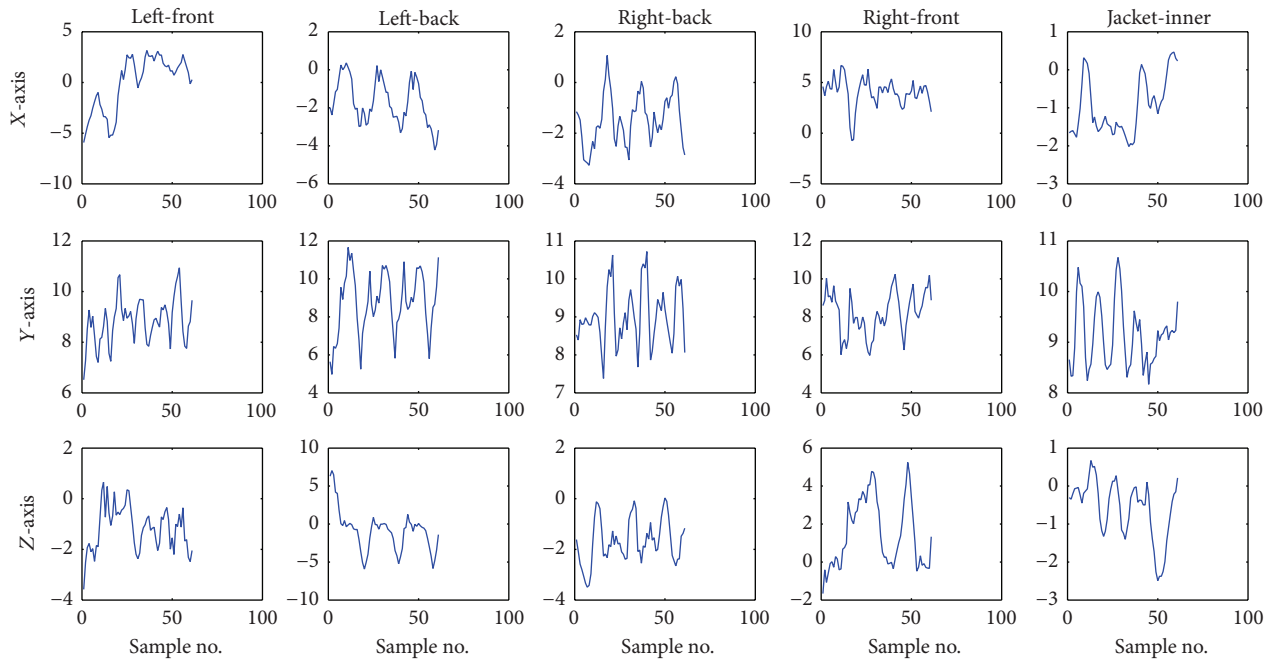 Left-front Left-back Right-back Right-front Jacket-inner
X-axis
5 0 −5 −10
0 50 100
2 0 −2 −4 −6
0 50 100
2 0 −2 −4
0 50 100
10 5 0 −5
0 50 100
1 0 −1 −2 −3
0 50 100
Y-axis
12 10 8 6
0 50 100
12 10 8 6 4
0 50 100
11 10 9 8 7
0 50 100
12 10 8 6 4
0 50 100
11 10 9 8
0 50 100
Z-axis
2 0 −2 −4
0 50 100
10 5 0 −5 −10
0 50 100
2 0 −2 −4
0 50 100
6 4 2 0 −2
0 50 100
1 0 −1 −2 −3
0 50 100
Sample no. Sample no. Sample no. Sample no. Sample no.